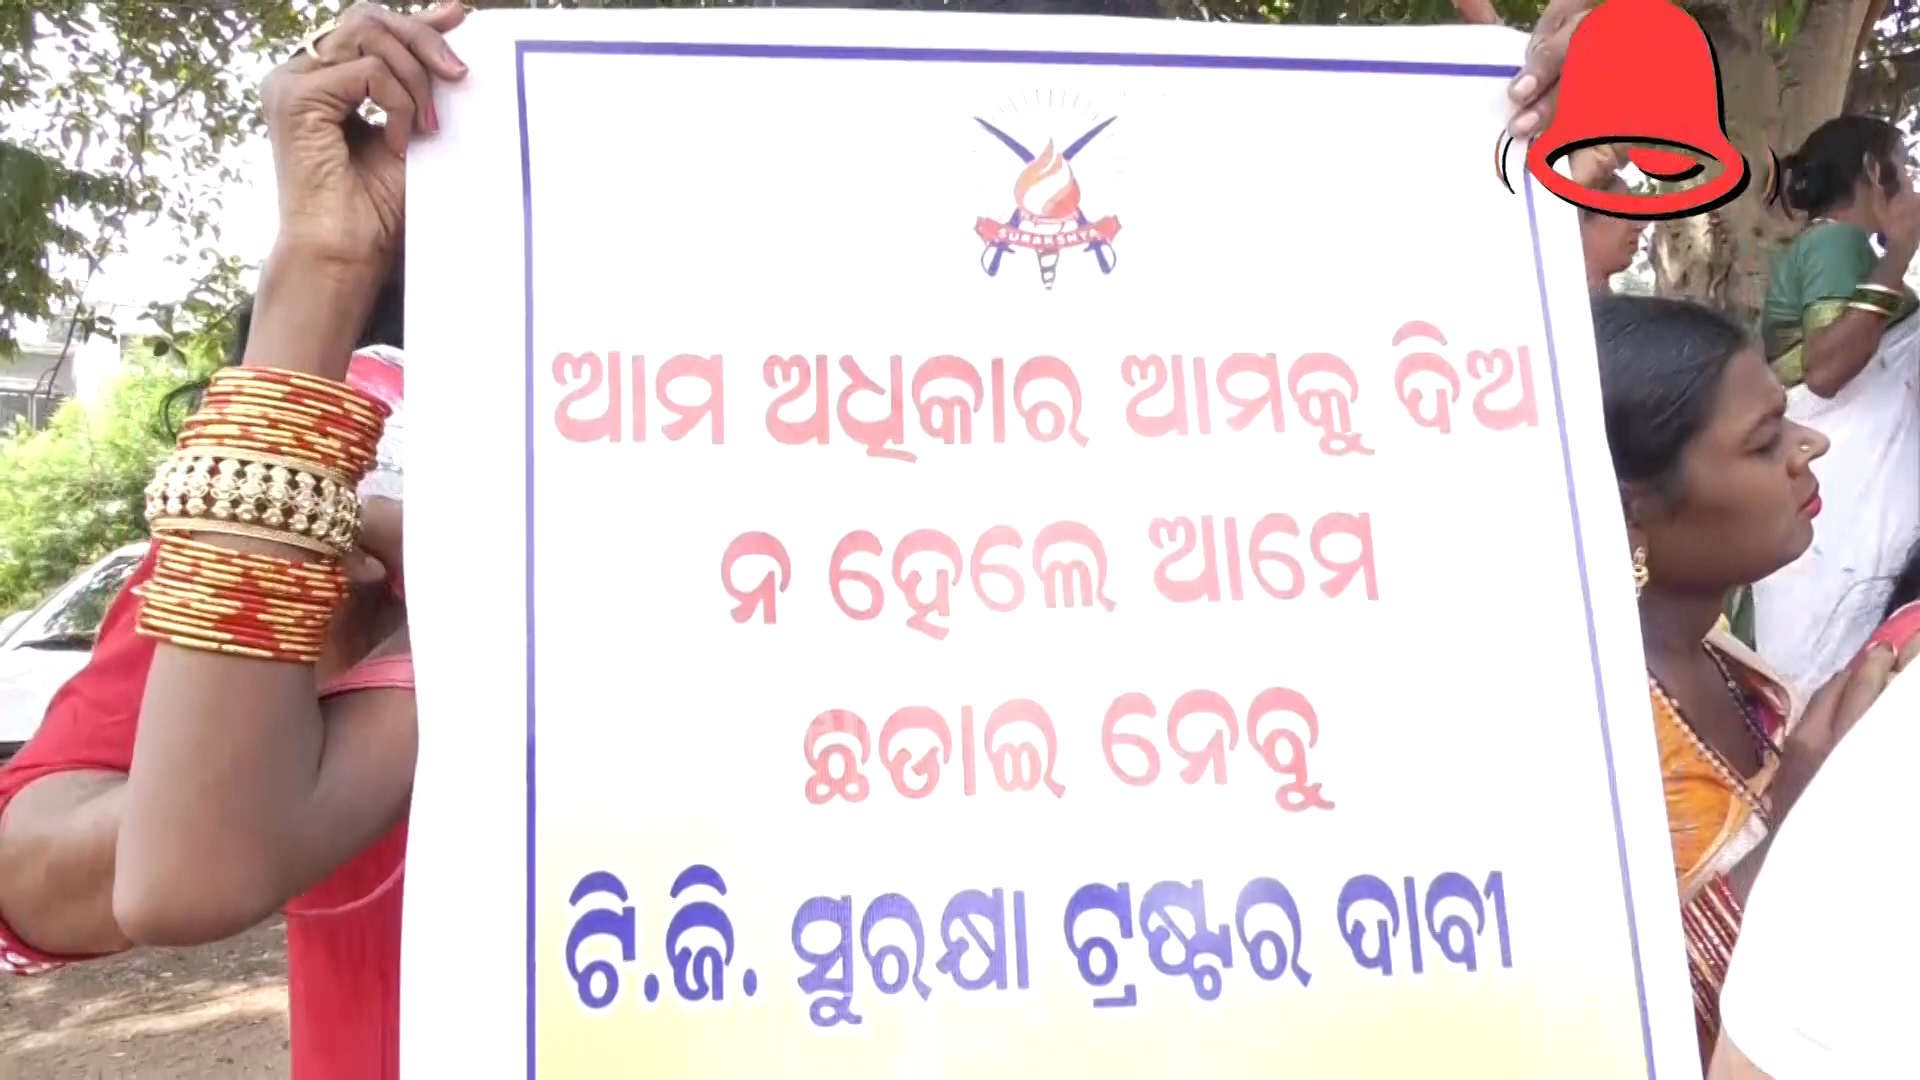 SURAKSHYA
ଆମ ଅଧିକାର ଆମକୁ ଦିଅ
ନ ହେଲେ ଆମେ
ଛଡାଇ ନେବୁ
ଟି.ଜି. ସୁରକ୍ଷା ଟ୍ରଷ୍ଟର ଦାବୀ